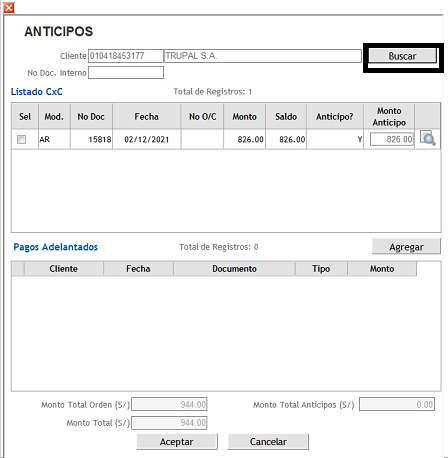 ANTICIPOS
Cliente 010418453177 TRUPAL S.A. Buscar
No Doc. Interno
Listado CxC Total de Registros: 1
Sel Mod. No Doc Fecha No O/C Monto Saldo Anticipo? Monto Anticipo
AR 15818 02/12/2021 826.00 826.00 Y 826.00
Pagos Adelantados Total de Registros: 0 Agregar
Cliente Fecha Documento Tipo Monto
Monto Total Orden (S/) 944.00 Monto Total Anticipos (S/) 0.00
Monto Total (S/) 944.00
Aceptar Cancelar